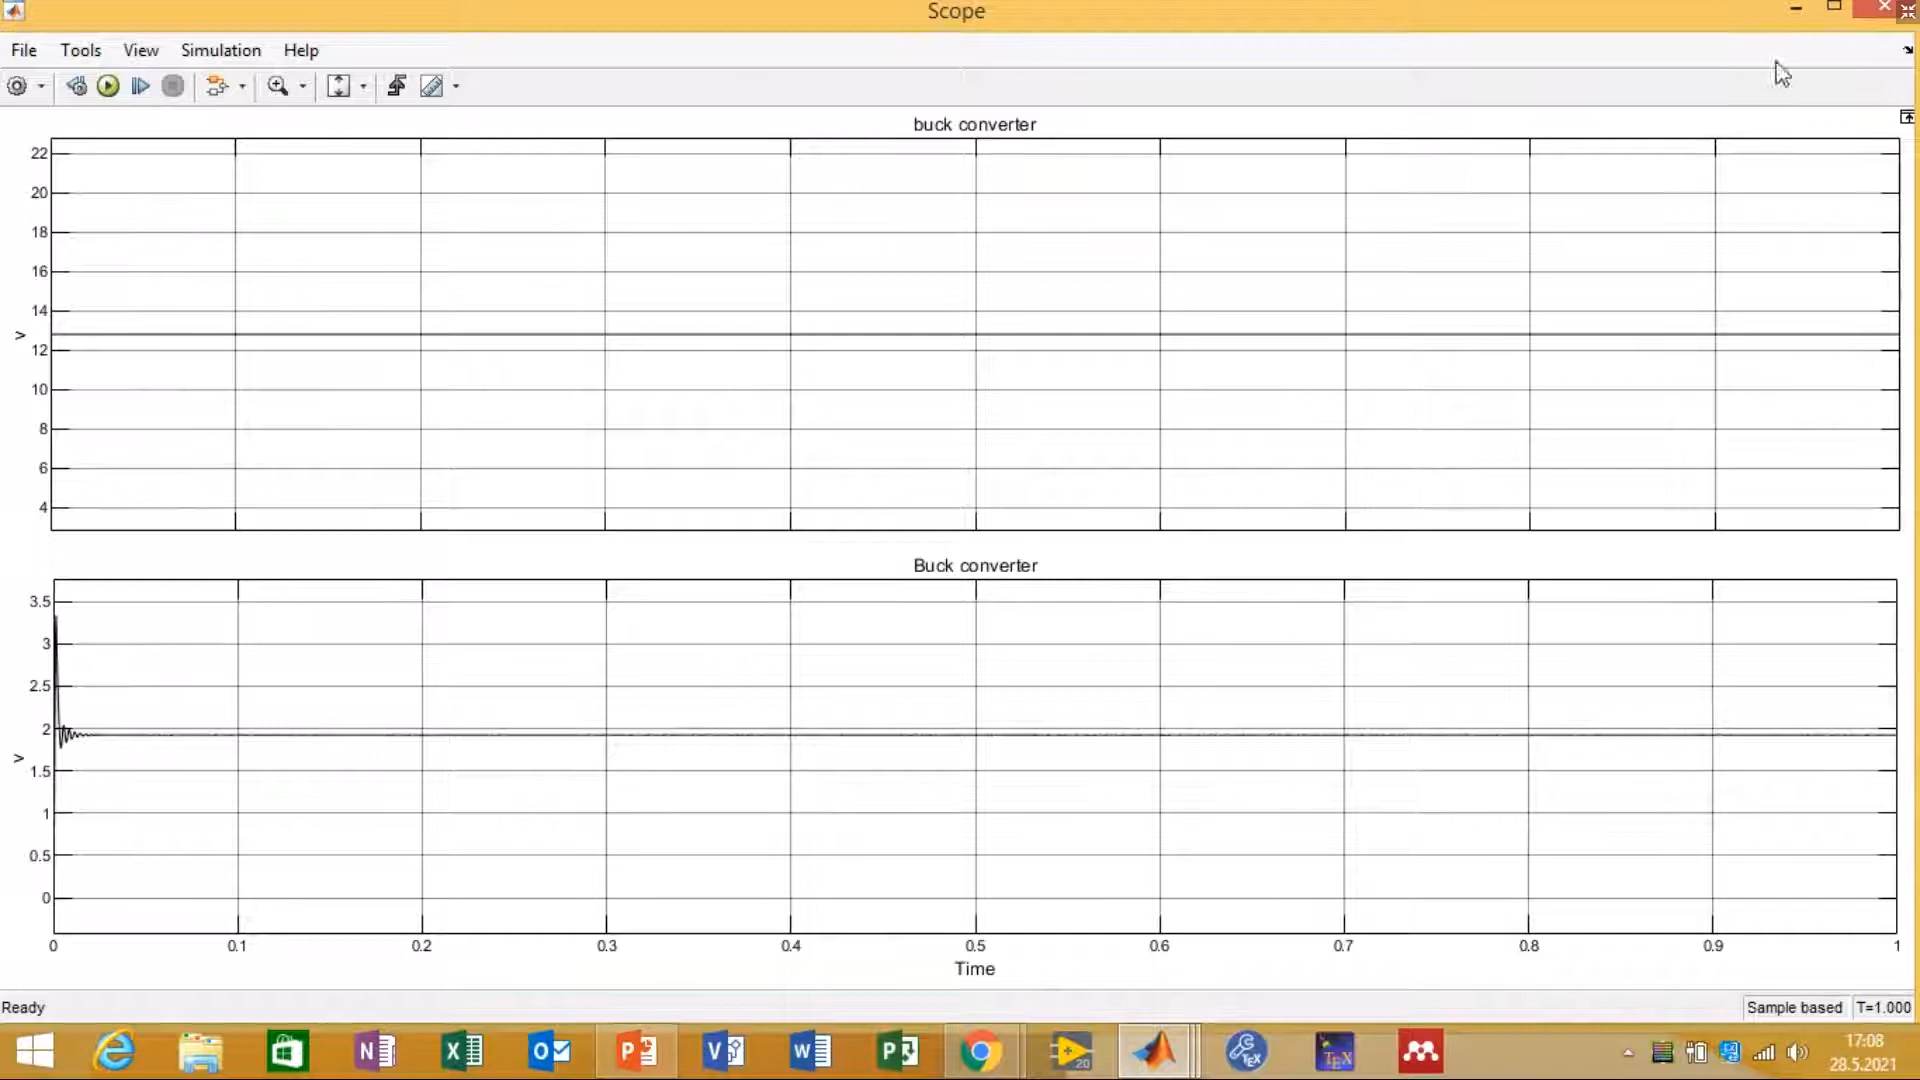 Scope
File Tools View Simulation Help
buck converter
22
20
18
16
14
12
10
8
6
4
v
Buck converter
3.5
3
2.5
2
1.5
1
0.5
0
v
0 0.1 0.2 0.3 0.4 0.5 0.6 0.7 0.8 0.9 1
Time
Ready Sample based T=1.000
N X O P V W P 20 TEX TEX
17:08
28.5.2021